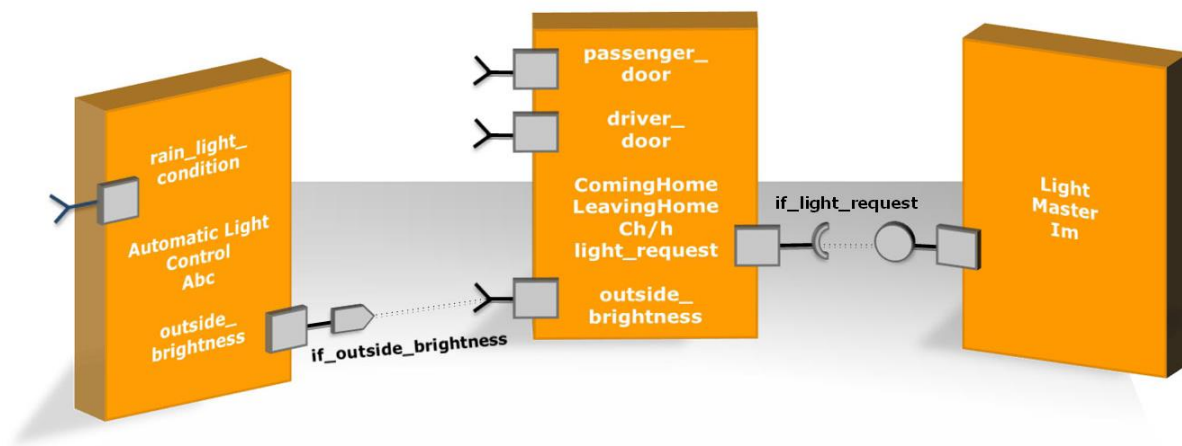 rain_light_
condition
Automatic Light
Control
Abc
outside_
brightness
if_outside_brightness
passenger_
door
driver_
door
ComingHome
LeavingHome
Ch/h
light_request
outside_
brightness
if_light_request
Light
Master
Im